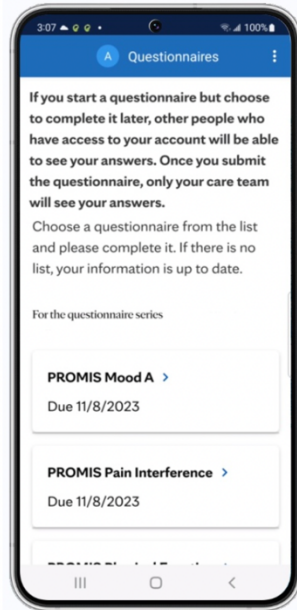 3:07 100%
A Questionnaires
If you start a questionnaire but choose
to complete it later, other people who
have access to your account will be able
to see your answers. Once you submit
the questionnaire, only your care team
will see your answers.
Choose a questionnaire from the list
and please complete it. If there is no
list, your information is up to date.
For the questionnaire series
PROMIS Mood A >
Due 11/8/2023
PROMIS Pain Interference >
Due 11/8/2023